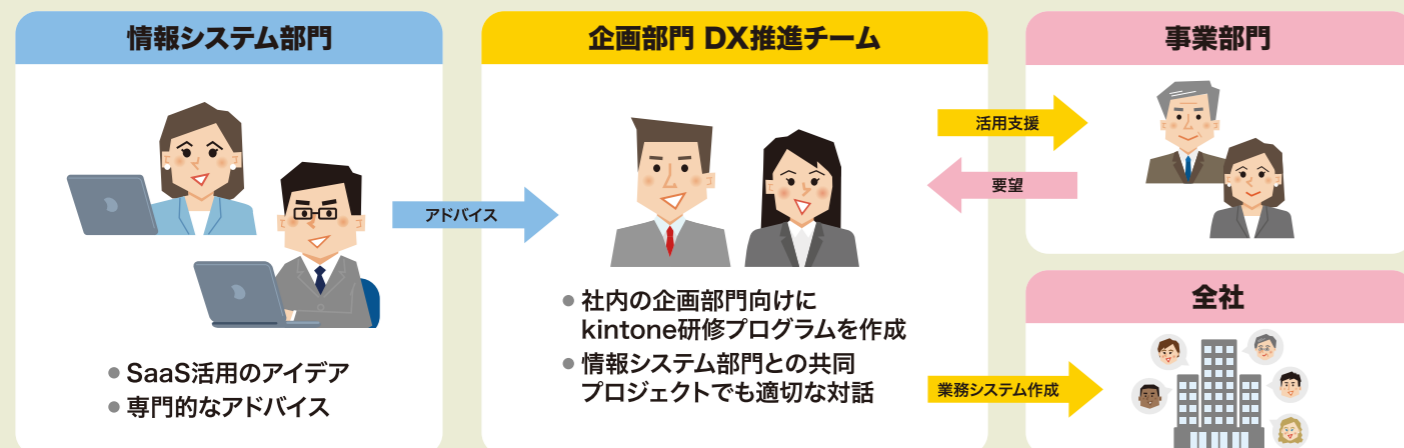 情報システム部門
SaaS活用のアイデア
専門的なアドバイス
アドバイス
企画部門 DX推進チーム
社内の企画部門向けに
kintone研修プログラムを作成
情報システム部門との共同
プロジェクトでも適切な対話
活用支援
要望
業務システム作成
事業部門
全社